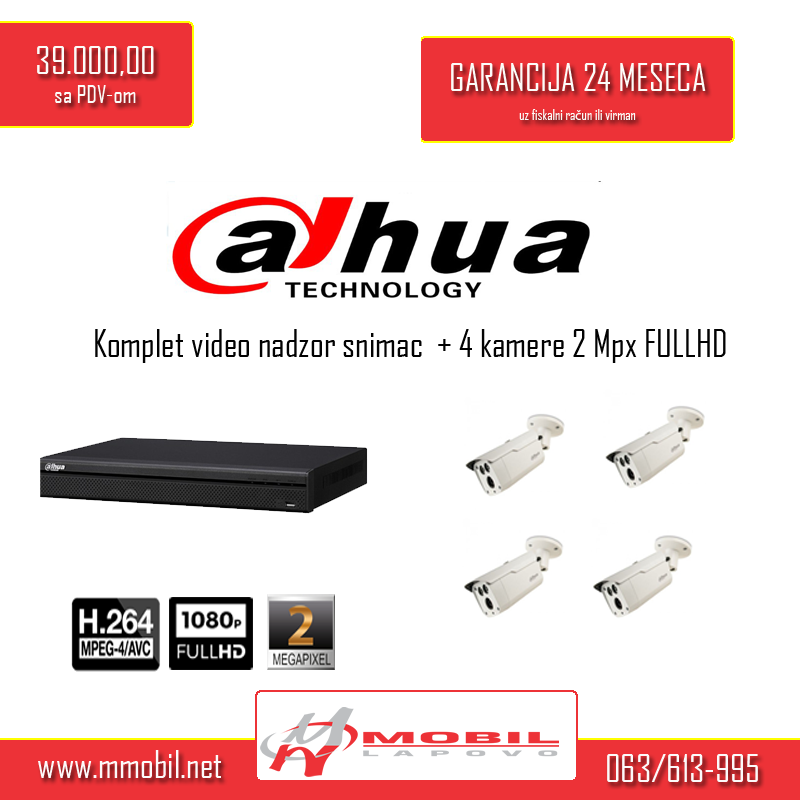 39.000,00
sa PDV-om
GARANCIJA 24 MESECA
uz fiskalni račun ili virman
alhua
TECHNOLOGY
Komplet video nadzor snimac + 4 kamere 2 Mpx FULLHD
alhua
H.264
MPEG-4/AVC
1080p
FULLHD
2
MEGAPIXEL
MOBIL
LAPOVO
www.mmobil.net
063/613-995